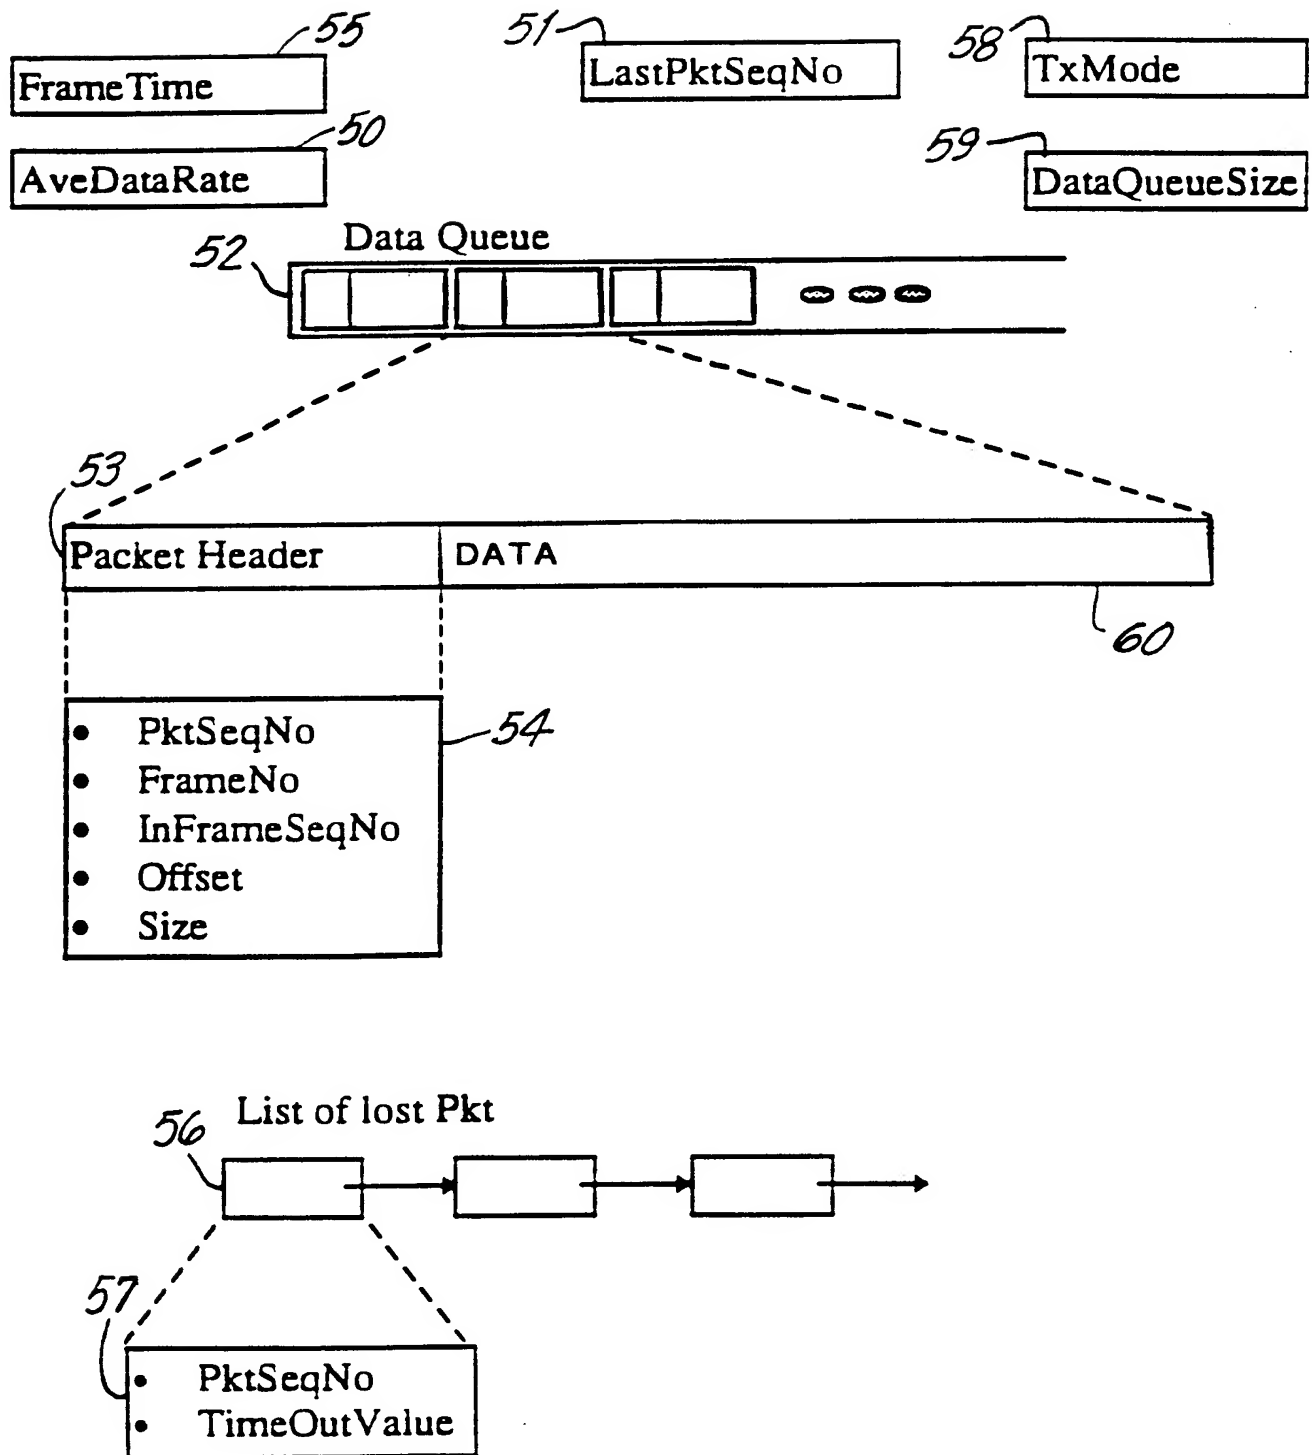 55
51
58
FrameTime
LastPktSeqNo
TxMode
50
59
AveDataRate
DataQueueSize
Data Queue
52
53
Packet Header DATA
60
• PktSeqNo
54
• FrameNo
• InFrameSeqNo
• Offset
• Size
List of lost Pkt
56
57
• PktSeqNo
• TimeOutValue